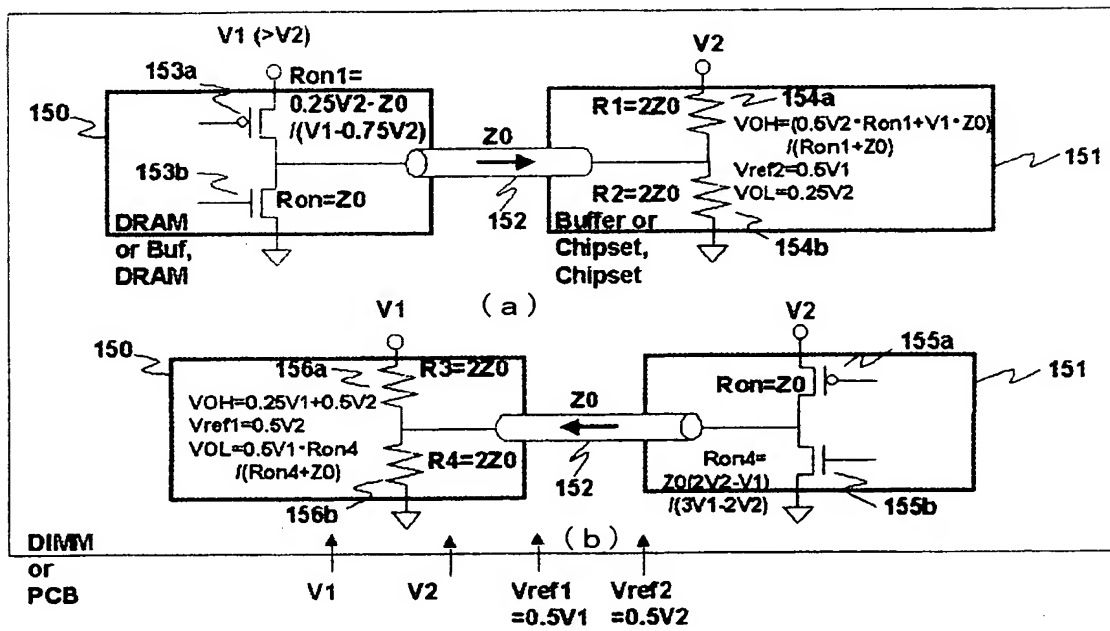 V1 (>V2)
V2
153a
Ron1=
0.25V2-Z0
/(V1-0.75V2)
150
153b
Ron=Z0
DRAM
or Buf,
DRAM
Z0
152
R1=2Z0
154a
VOH=(0.5V2·Ron1+V1·Z0)
/(Ron1+Z0)
Vref2=0.5V1
VOL=0.25V2
R2=2Z0
154b
151
Buffer or
Chipset,
Chipset
(a)
V1
V2
150
156a
R3=2Z0
VOH=0.25V1+0.5V2
Vref1=0.5V2
VOL=0.5V1·Ron4
/(Ron4+Z0)
R4=2Z0
156b
Z0
152
155a
Ron=Z0
151
Ron4=
Z0(2V2-V1)
/(3V1-2V2)
155b
(b)
DIMM
or
PCB
V1
V2
Vref1
=0.5V1
Vref2
=0.5V2